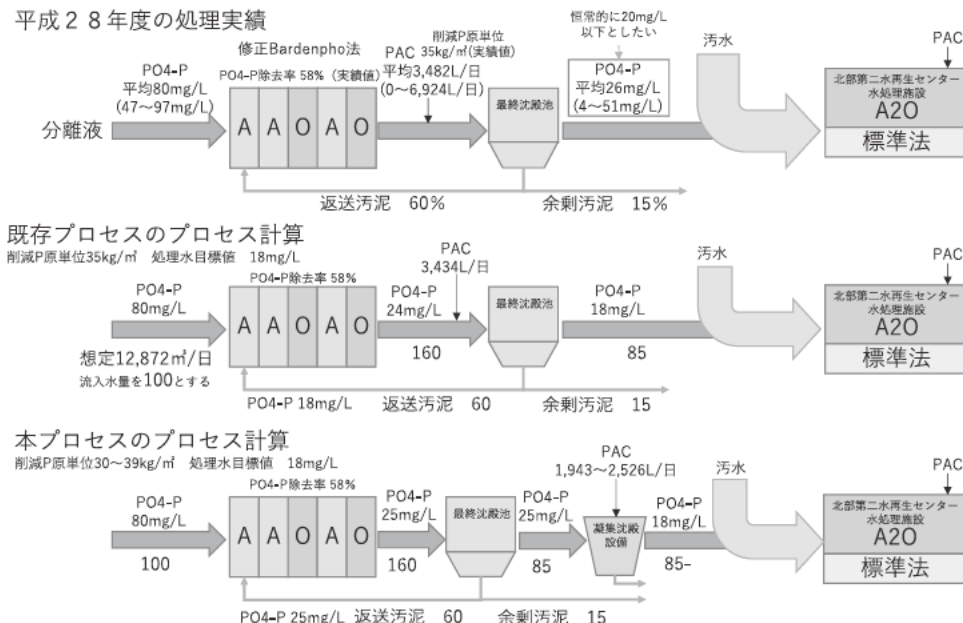 平成２８年度の処理実績
PO4-P
平均80mg/L
(47～97mg/L)
分離液
修正Bardenpho法
PO4-P除去率 58% (実績値)
A A O A O
削減P原単位
PAC 35kg/㎥(実績値)
平均3,482L/日
(0～6,924L/日)
最終沈殿池
恒常的に20mg/L
以下としたい
PO4-P
平均26mg/L
(4～51mg/L)
汚水
PAC
北部第二水再生センター
水処理施設
A2O
標準法
返送汚泥 60%
余剰汚泥 15%
既存プロセスのプロセス計算
削減P原単位35kg/㎥ 処理水目標値 18mg/L
PO4-P
80mg/L
想定12,872㎥/日
流入水量を100とする
PO4-P除去率 58%
A A O A O
PAC
3,434L/日
PO4-P
24mg/L
160
最終沈殿池
PO4-P
18mg/L
85
汚水
PAC
北部第二水再生センター
水処理施設
A2O
標準法
PO4-P 18mg/L 返送汚泥 60
余剰汚泥 15
本プロセスのプロセス計算
削減P原単位30～39kg/㎥ 処理水目標値 18mg/L
PO4-P
80mg/L
100
PO4-P除去率 58%
A A O A O
PO4-P
25mg/L
160
最終沈殿池
PO4-P
25mg/L
85
PAC
1,943～2,526L/日
凝集沈殿
設備
PO4-P
18mg/L
85-
汚水
PAC
北部第二水再生センター
水処理施設
A2O
標準法
PO4-P 25mg/L 返送汚泥 60
余剰汚泥 15